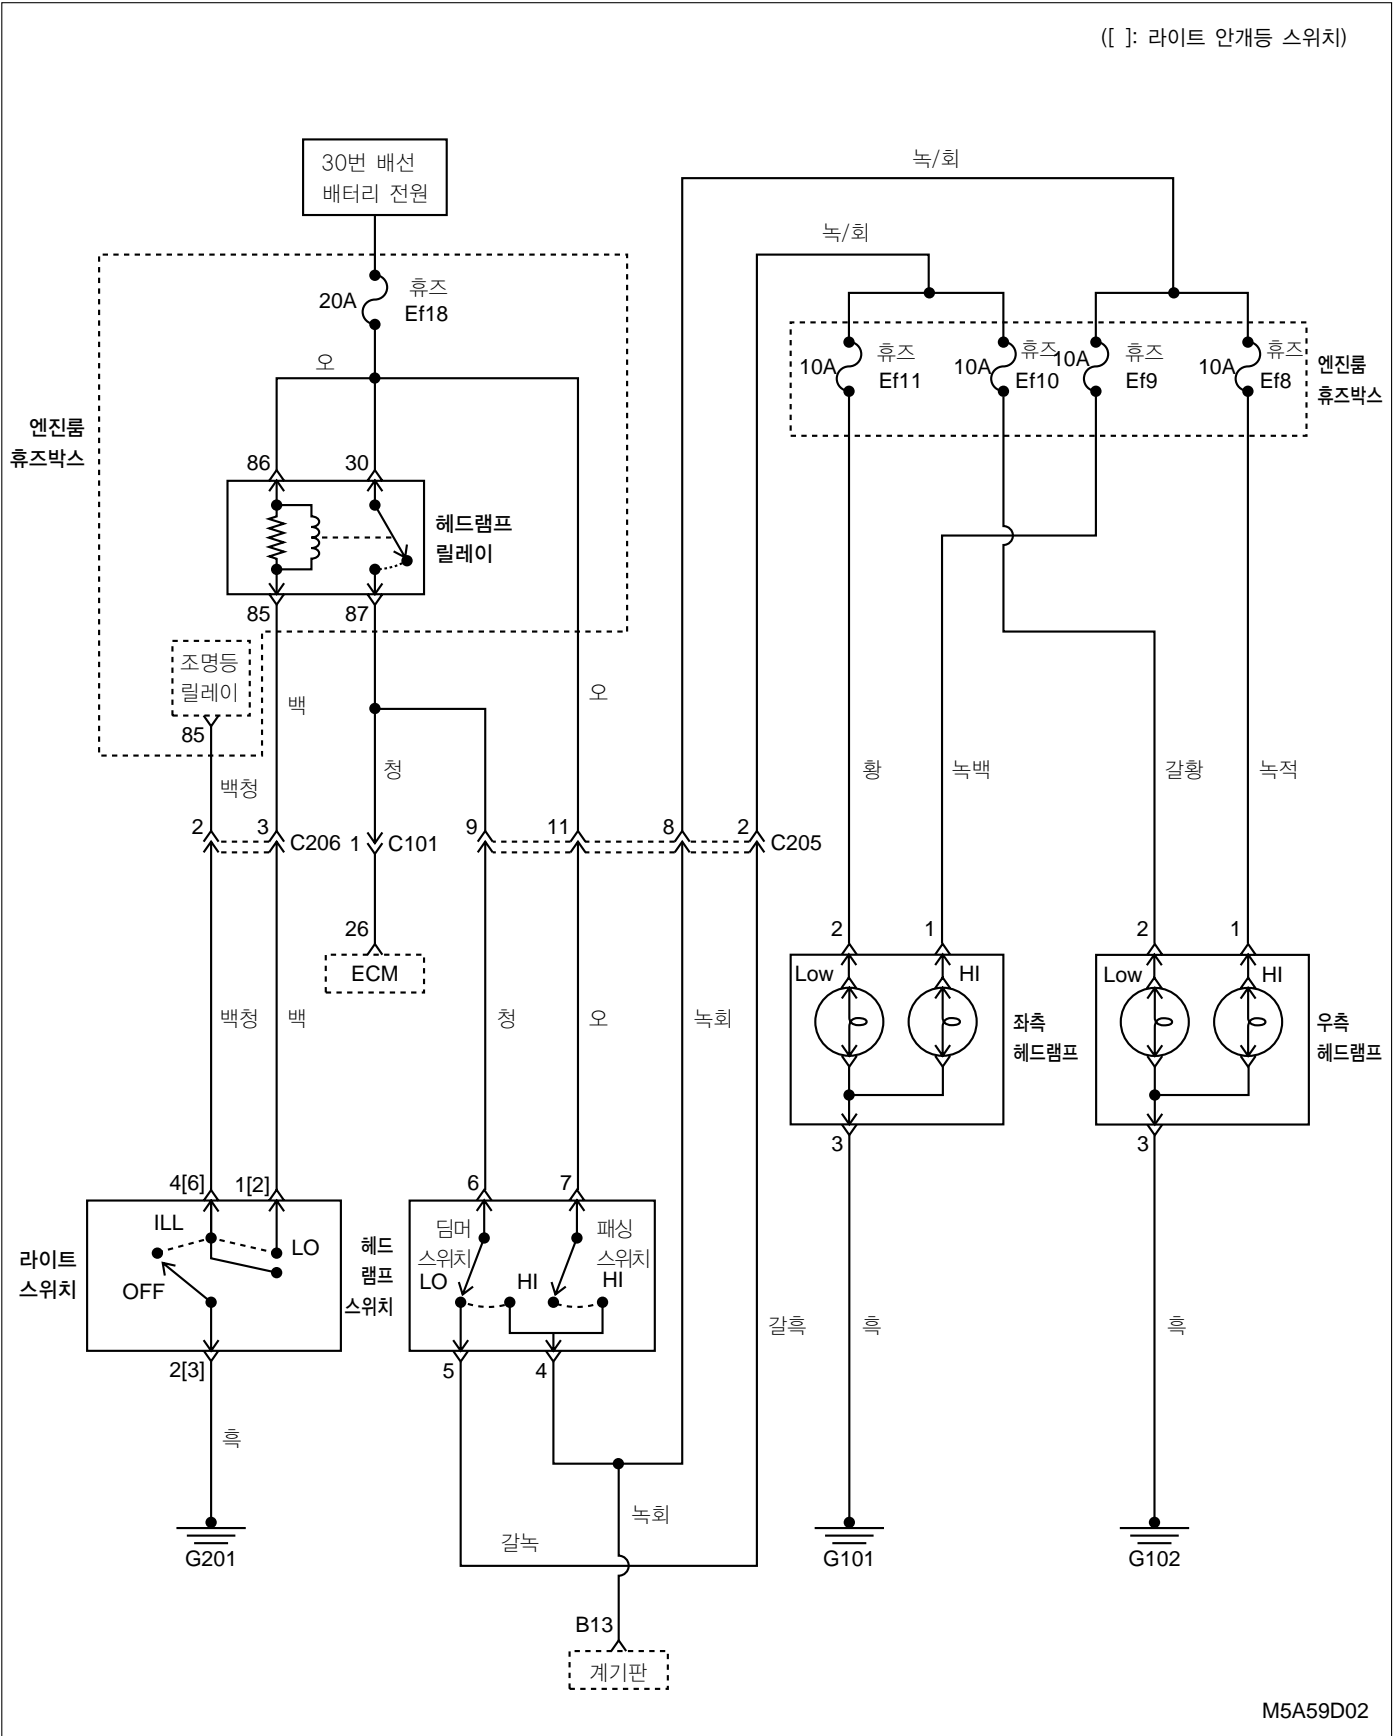 ([ ]: 라이트 안개등 스위치)
30번 배선
배터리 전원
녹/회
녹/회
20A
휴즈
Ef18
오
10A
휴즈
Ef11
10A
휴즈
Ef10
10A
휴즈
Ef9
10A
휴즈
Ef8
엔진룸
휴즈박스
엔진룸
휴즈박스
86
30
헤드램프
릴레이
85
87
조명등
릴레이
85
백
오
백청
청
황
녹백
갈황
녹적
2
3
C206
1
C101
9
11
8
2
C205
26
ECM
2
1
2
1
Low
HI
Low
HI
백청
백
청
오
녹회
좌측
헤드램프
우측
헤드램프
3
3
4[6]
1[2]
6
7
ILL
LO
OFF
라이트
스위치
헤드
램프
스위치
딤머
스위치
LO
HI
패싱
스위치
HI
2[3]
5
4
갈흑
흑
흑
흑
녹회
갈녹
G201
G101
G102
B13
계기판
M5A59D02